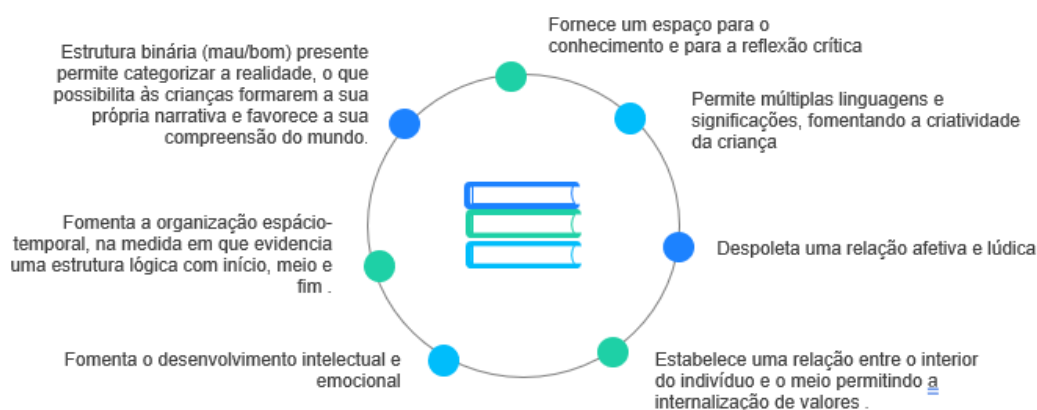 Fornece um espaço para o
conhecimento e para a reflexão crítica
Permite múltiplas linguagens e
significações, fomentando a criatividade
da criança
Despoleta uma relação afetiva e lúdica
Estabelece uma relação entre o interior
do indivíduo e o meio permitindo a
internalização de valores .
Fomenta o desenvolvimento intelectual e
emocional
Fomenta a organização espácio-
temporal, na medida em que evidencia
uma estrutura lógica com início, meio e
fim .
Estrutura binária (mau/bom) presente
permite categorizar a realidade, o que
possibilita às crianças formarem a sua
própria narrativa e favorece a sua
compreensão do mundo.